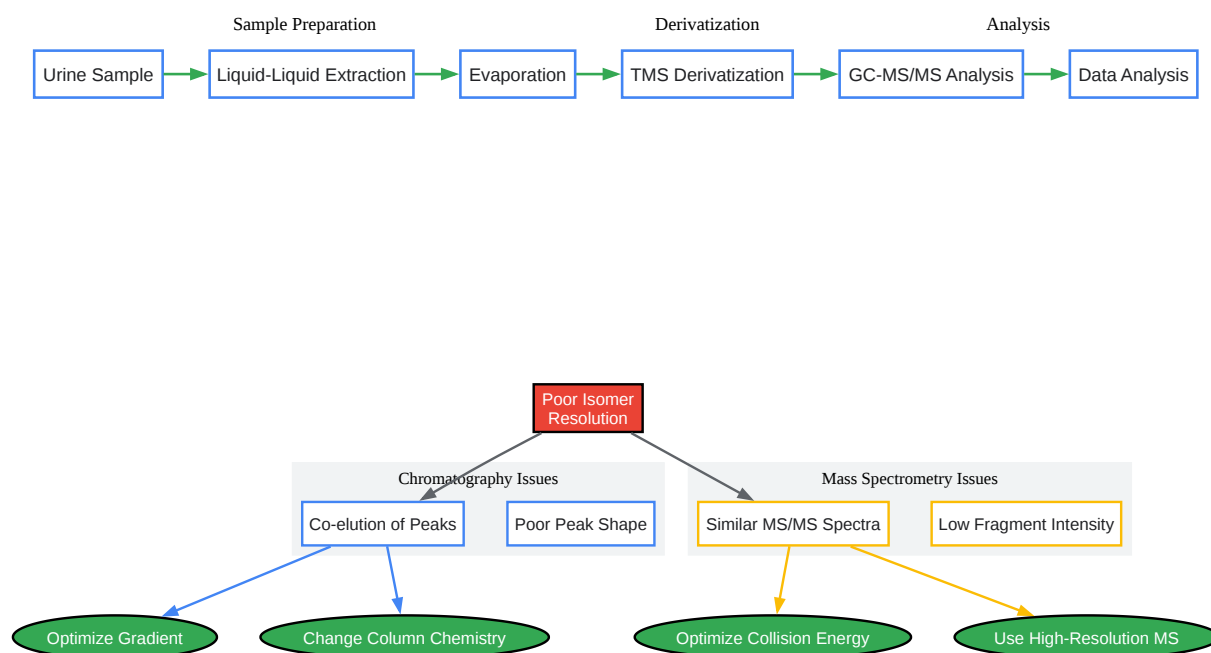 Sample Preparation
Derivatization
Analysis
Urine Sample
Liquid-Liquid Extraction
Evaporation
TMS Derivatization
GC-MS/MS Analysis
Data Analysis
Poor Isomer
Resolution
Chromatography Issues
Mass Spectrometry Issues
Co-elution of Peaks
Poor Peak Shape
Similar MS/MS Spectra
Low Fragment Intensity
Optimize Gradient
Change Column Chemistry
Optimize Collision Energy
Use High-Resolution MS